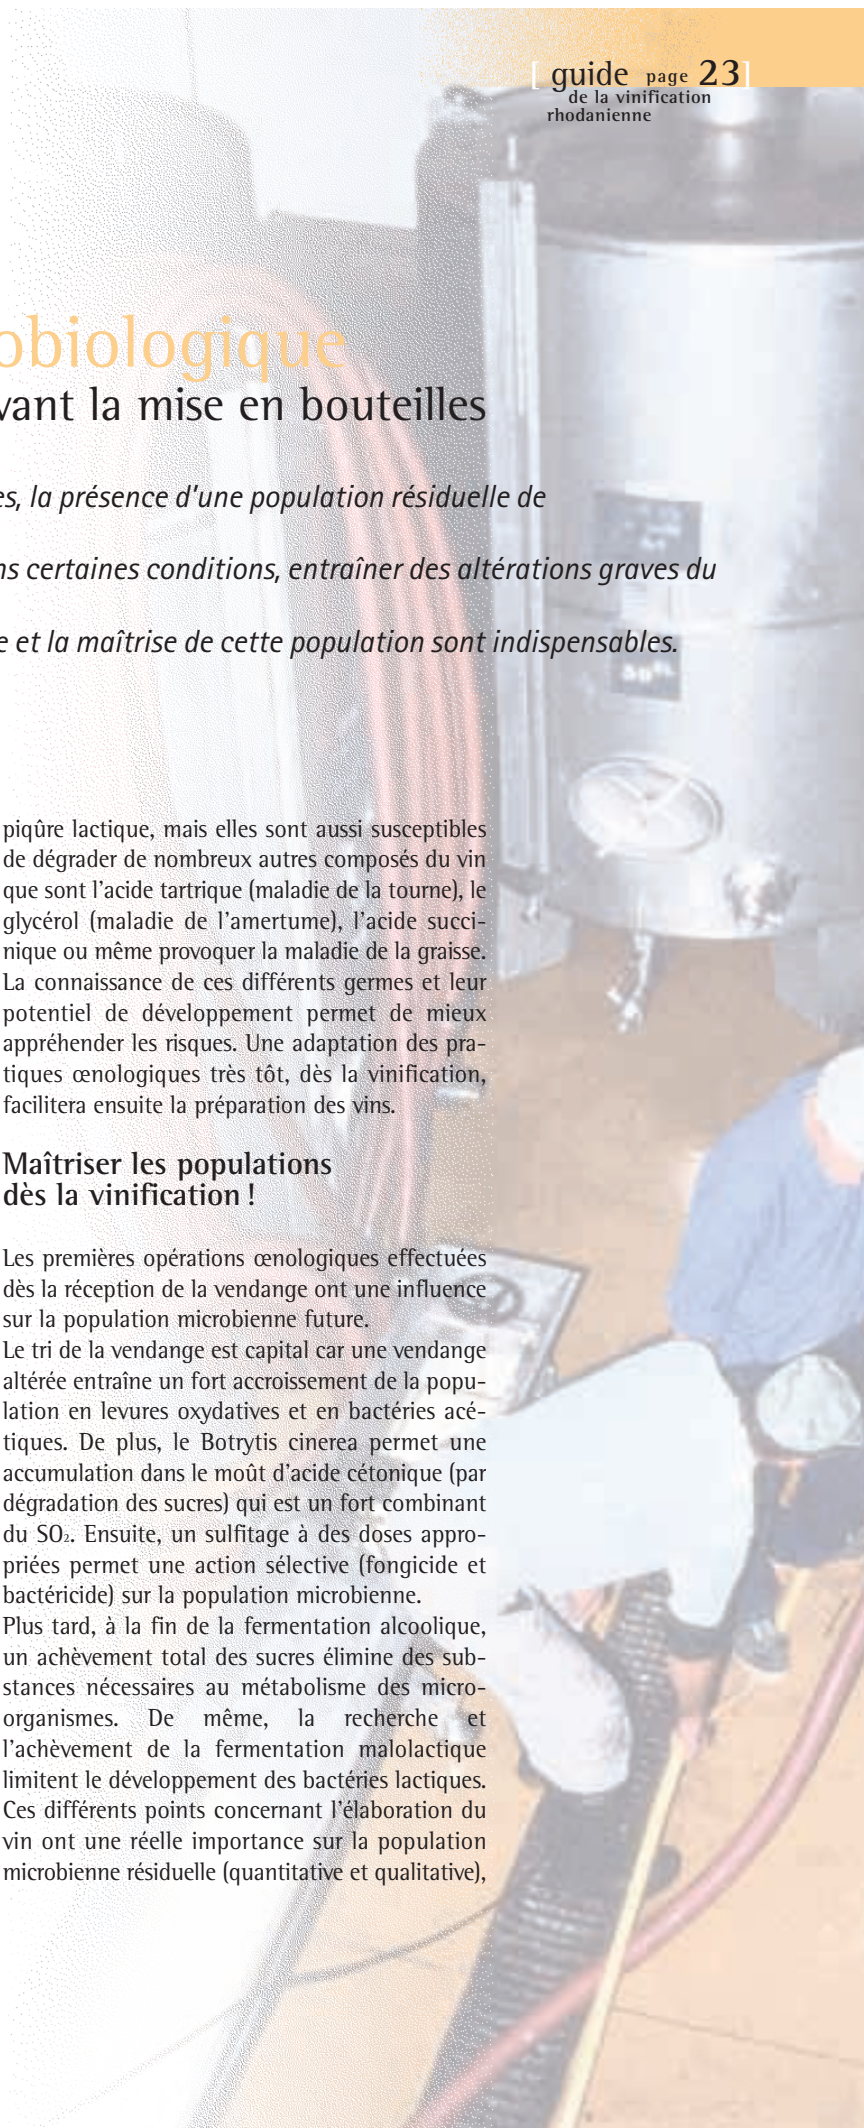 [ guide page 23]
de la vinification
rhodanienne
obiologique
vant la mise en bouteilles
es, la présence d'une population résiduelle de
ns certaines conditions, entraîner des altérations graves du
e et la maîtrise de cette population sont indispensables.
piqûre lactique, mais elles sont aussi susceptibles
de dégrader de nombreux autres composés du vin
que sont l'acide tartrique (maladie de la tourne), le
glycérol (maladie de l'amertume), l'acide succi-
nique ou même provoquer la maladie de la graisse.
La connaissance de ces différents germes et leur
potentiel de développement permet de mieux
appréhender les risques. Une adaptation des pra-
tiques œnologiques très tôt, dès la vinification,
facilitera ensuite la préparation des vins.
Maîtriser les populations
dès la vinification !
Les premières opérations œnologiques effectuées
dès la réception de la vendange ont une influence
sur la population microbienne future.
Le tri de la vendange est capital car une vendange
altérée entraîne un fort accroissement de la popu-
lation en levures oxydatives et en bactéries acé-
tiques. De plus, le Botrytis cinerea permet une
accumulation dans le moût d'acide cétonique (par
dégradation des sucres) qui est un fort combinant
du SO₂. Ensuite, un sulfitage à des doses appro-
priées permet une action sélective (fongicide et
bactéricide) sur la population microbienne.
Plus tard, à la fin de la fermentation alcoolique,
un achèvement total des sucres élimine des sub-
stances nécessaires au métabolisme des micro-
organismes. De même, la recherche et
l'achèvement de la fermentation malolactique
limitent le développement des bactéries lactiques.
Ces différents points concernant l'élaboration du
vin ont une réelle importance sur la population
microbienne résiduelle (quantitative et qualitative),